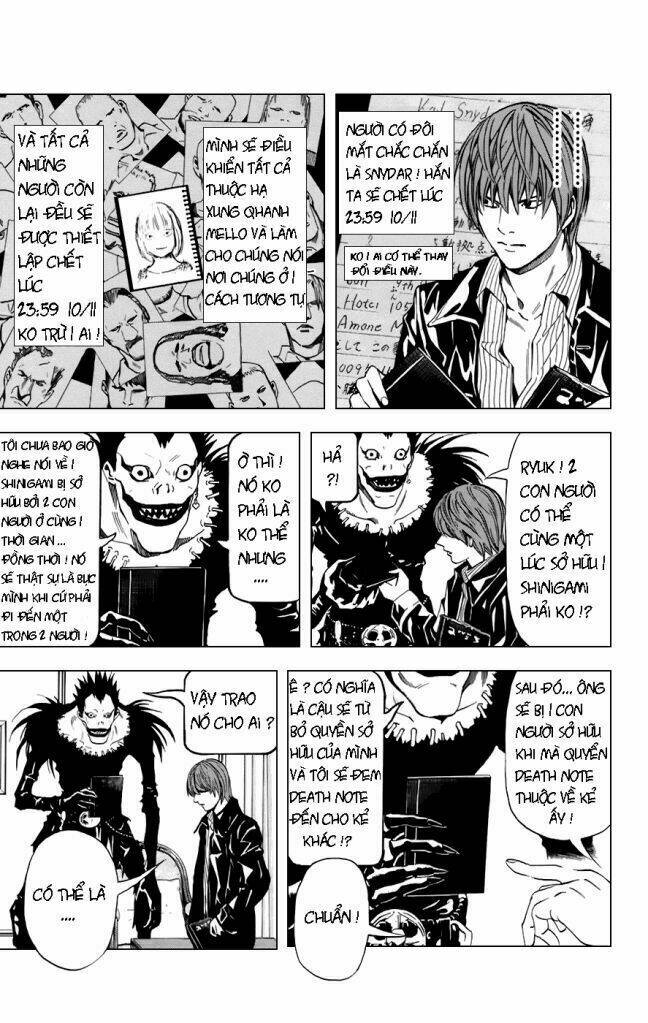 NGƯỜI CÓ ĐÔI
MẮT CHẮC CHẮN
LÀ SNYDAR! HẮN
TA SẼ CHẾT LÚC
23:59 10/11
KO 1 AI CÓ THỂ THAY
ĐỔI ĐIỀU NÀY.
Kal Snyd
Hotel
Amane M
MÌNH SẼ ĐIỀU
KHIỂN TẤT CẢ
THUỘC HẠ
XUNG QHANH
MELLO VÀ LÀM
CHO CHÚNG NÓI
NƠI CHÚNG Ở 1
CÁCH TƯƠNG TỰ
VÀ TẤT CẢ
NHỮNG
NGƯỜI CÒN
LẠI ĐỀU SẼ
ĐƯỢC THIẾT
LẬP CHẾT
LÚC
23:59 10/11
KO TRỪ 1 AI!
RYUK! 2
CON NGƯỜI
CÓ THỂ
CÙNG MỘT
LÚC SỞ HỮU 1
SHINIGAMI
PHẢI KO!?
HẢ
?!
Ờ THÌ!
NÓ KO
PHẢI LÀ
KO THỂ
NHƯNG
....
TÔI CHƯA BAO GIỜ
NGHE NÓI VỀ 1
SHINIGAMI BỊ SỞ
HỮU BỞI 2 CON
NGƯỜI Ở CÙNG 1
THỜI GIAN ...
ĐỒNG THỜI! NÓ
SẼ THẬT SỰ LÀ BỰC
MÌNH KHI CỨ PHẢI
ĐI ĐẾN MỘT
TRONG 2 NGƯỜI!
SAU ĐÓ... ÔNG
SẼ BỊ 1 CON
NGƯỜI SỞ HỮU
KHI MÀ QUYỂN
DEATH NOTE
THUỘC VỀ KẺ
ẤY!
Ê? CÓ NGHĨA
LÀ CẬU SẼ TỪ
BỎ QUYỀN SỞ
HỮU CỦA MÌNH
VÀ TÔI SẼ ĐEM
DEATH NOTE
ĐẾN CHO KẺ
KHÁC!?
CHUẨN!
VẬY TRAO
NÓ CHO AI?
CÓ THỂ LÀ
....